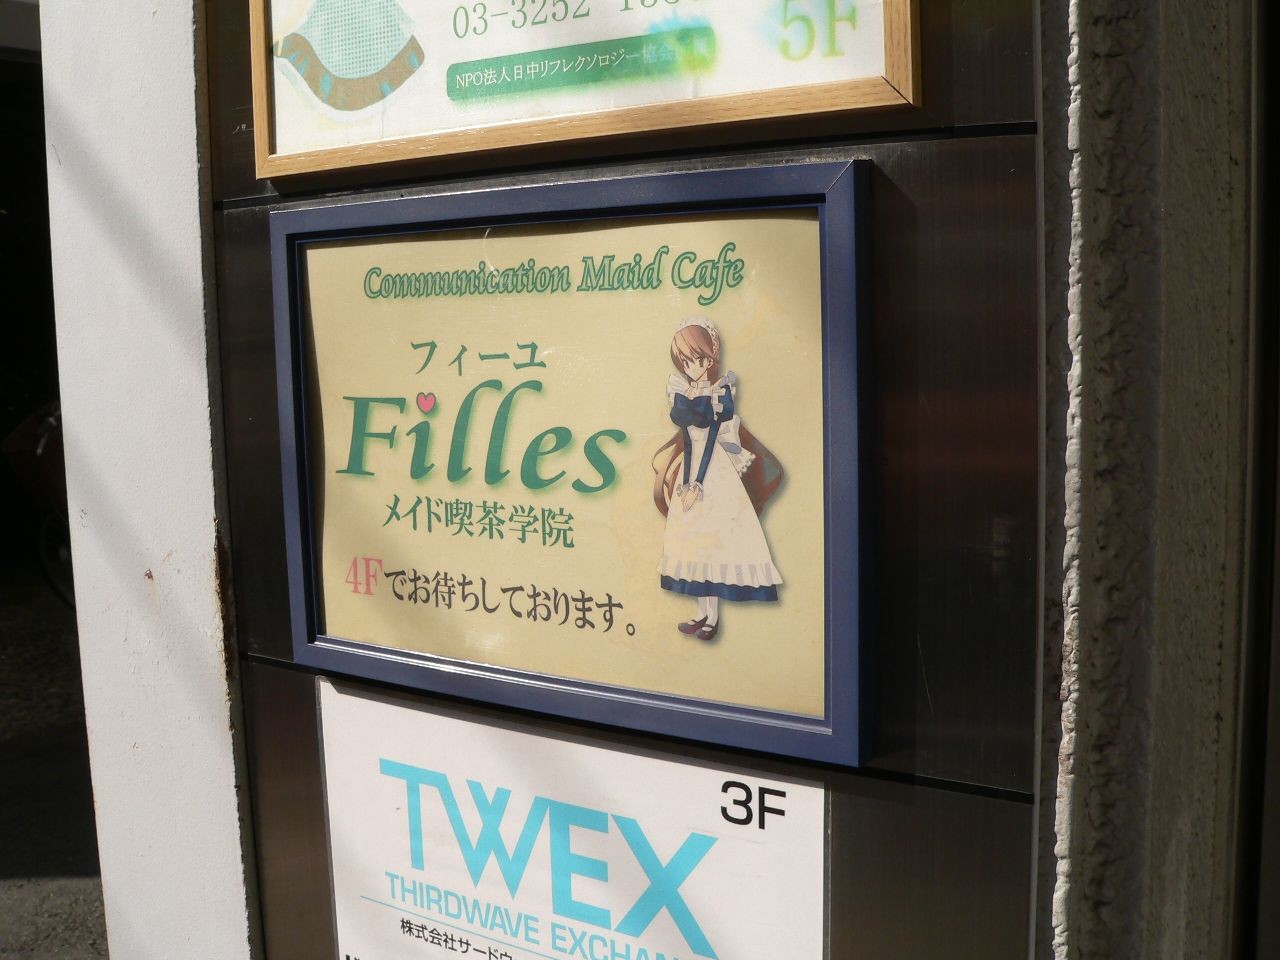 03-3252
NPO法人日中リフレクソロジー協会
5F
Communication Maid Cafe
フィーユ
Filles
メイド喫茶学院
4Fでお待ちしております。
3F
TWEX
THIRDWAVE
株式会社サードウ